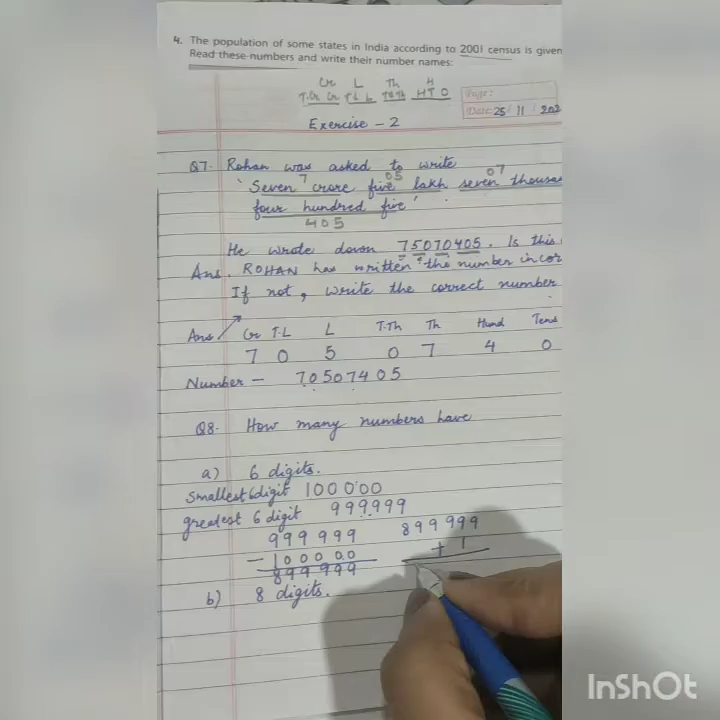 4. The population of some states in India according to 2001 census is given
Read these numbers and write their number names:
Cr L Th H
T.Cr Cr T L L T Th Th H T O
Page:
Date: 25/11/202
Exercise - 2
Q7. Rohan was asked to write
7 05 07
'Seven crore five lakh seven thousan
four hundred five'
405
He wrote down 75070405. Is this
Ans. ROHAN has written the number incor
If not, write the correct number
Ans Cr T.L L T.Th Th Hund Tens
7 0 5 0 7 4 0
Number - 70507405
Q8. How many numbers have
a) 6 digits.
Smallest 6 digit 100000
greatest 6 digit 999999
999999 899999
- 100000 + 1
899999
b) 8 digits.
InShOt